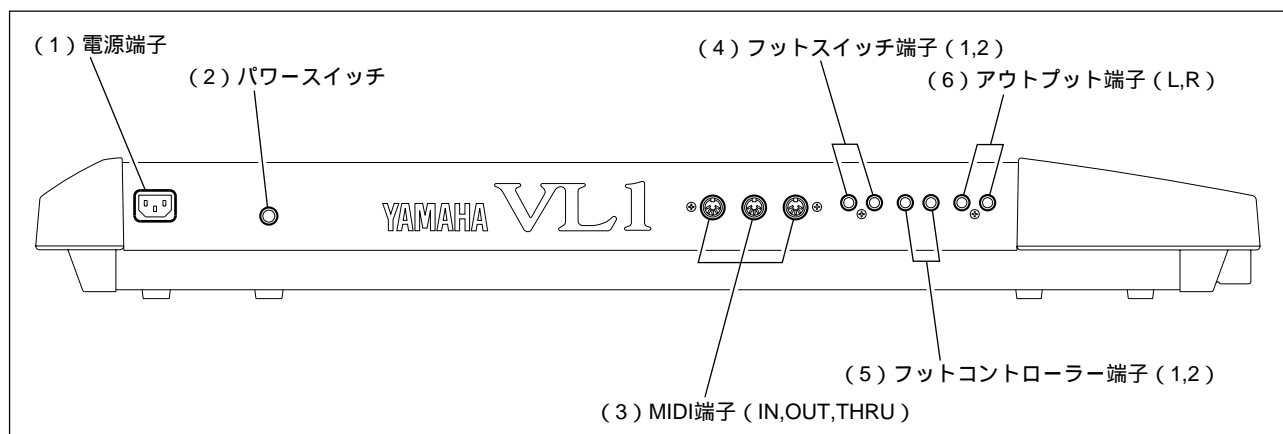 （1）電源端子
（2）パワースイッチ
（4）フットスイッチ端子（1,2）
（6）アウトプット端子（L,R）
YAMAHA VL1
（5）フットコントローラー端子（1,2）
（3）MIDI端子（IN,OUT,THRU）